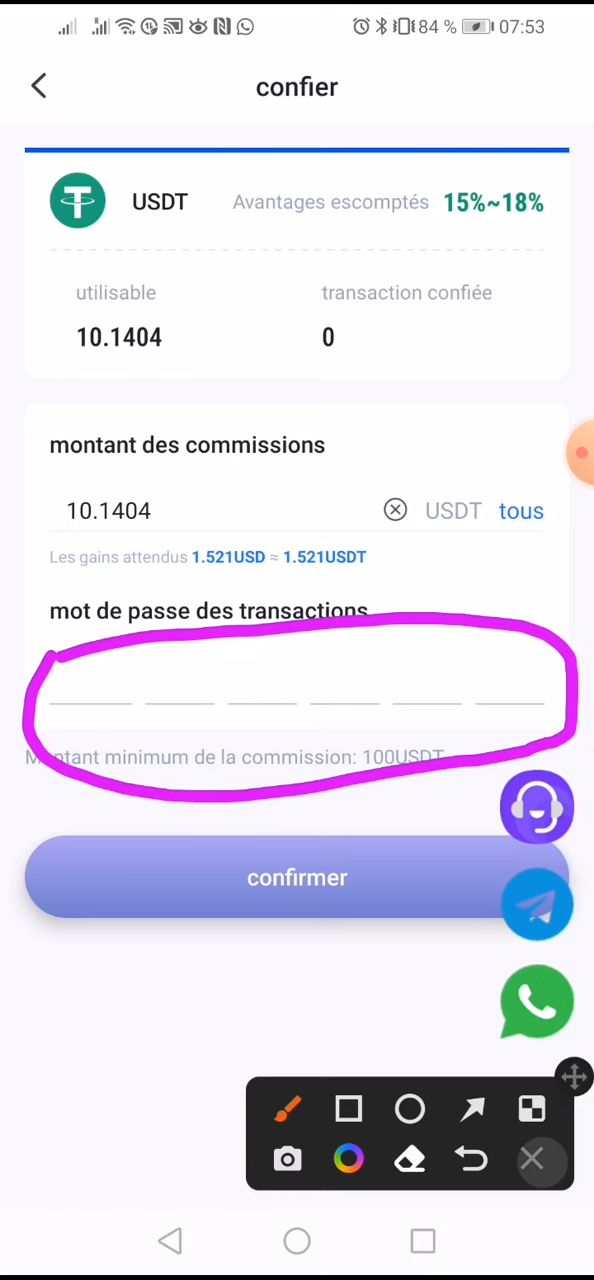 84 % 07:53
confier
USDT Avantages escomptés 15%~18%
utilisable transaction confiée
10.1404 0
montant des commissions
10.1404 USDT tous
Les gains attendus 1.521USD ≈ 1.521USDT
mot de passe des transactions
Montant minimum de la commission: 100USDT
confirmer